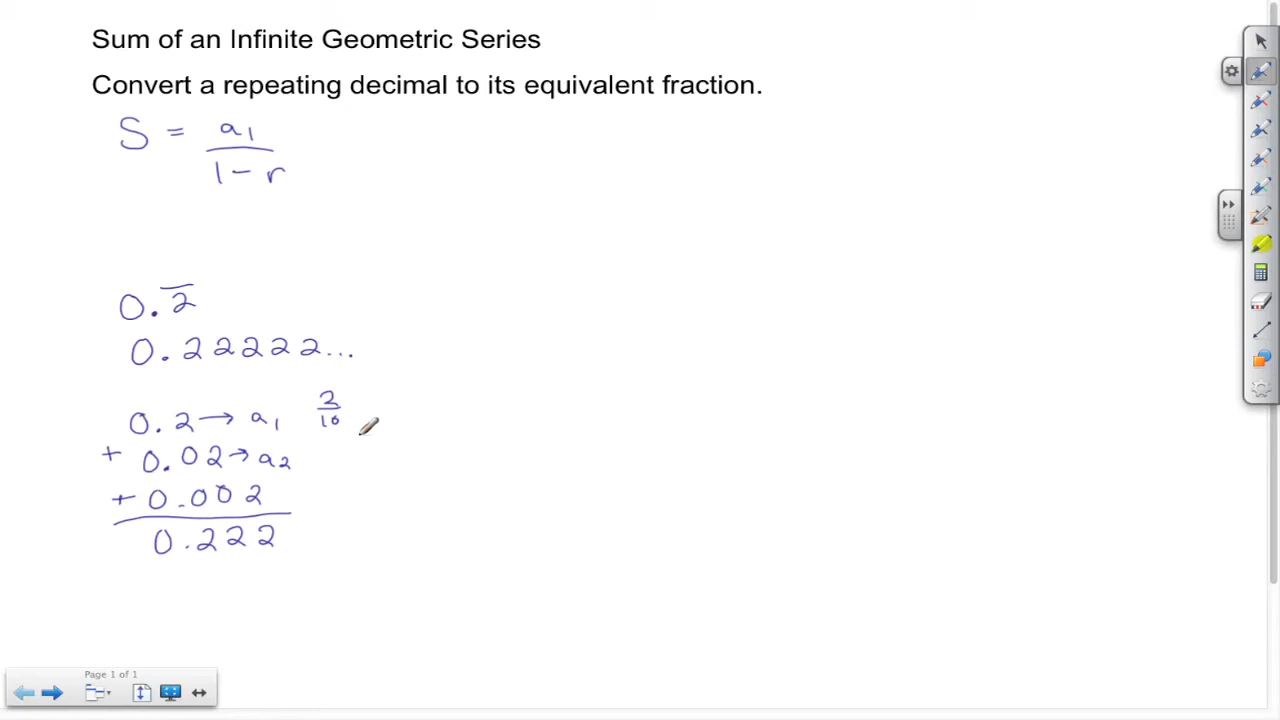 Sum of an Infinite Geometric Series
Convert a repeating decimal to its equivalent fraction.
S = a₁ / (1 - r)
0.2̅
0.22222...
0.2 → a₁ 2/10
+ 0.02 → a₂
+ 0.002
0.222
Page 1 of 1